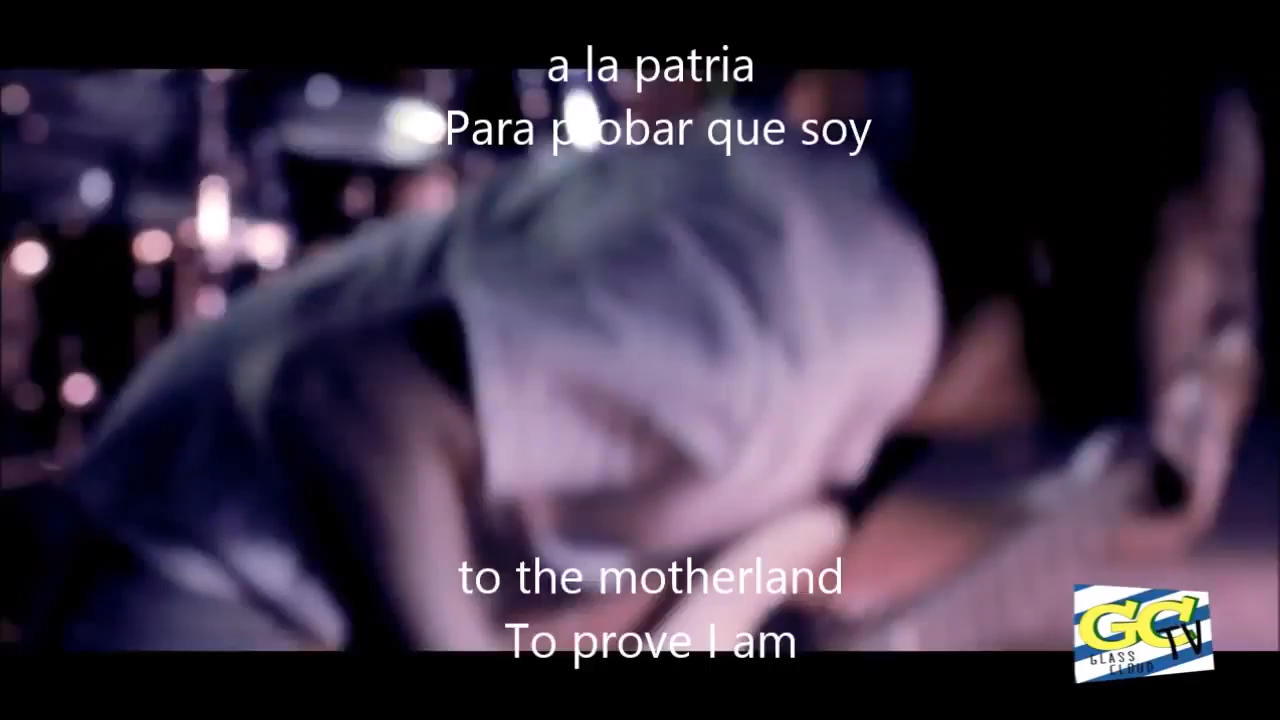 a la patria
Para probar que soy
to the motherland
To prove I am
GC
TV
GLASS
CLOUD